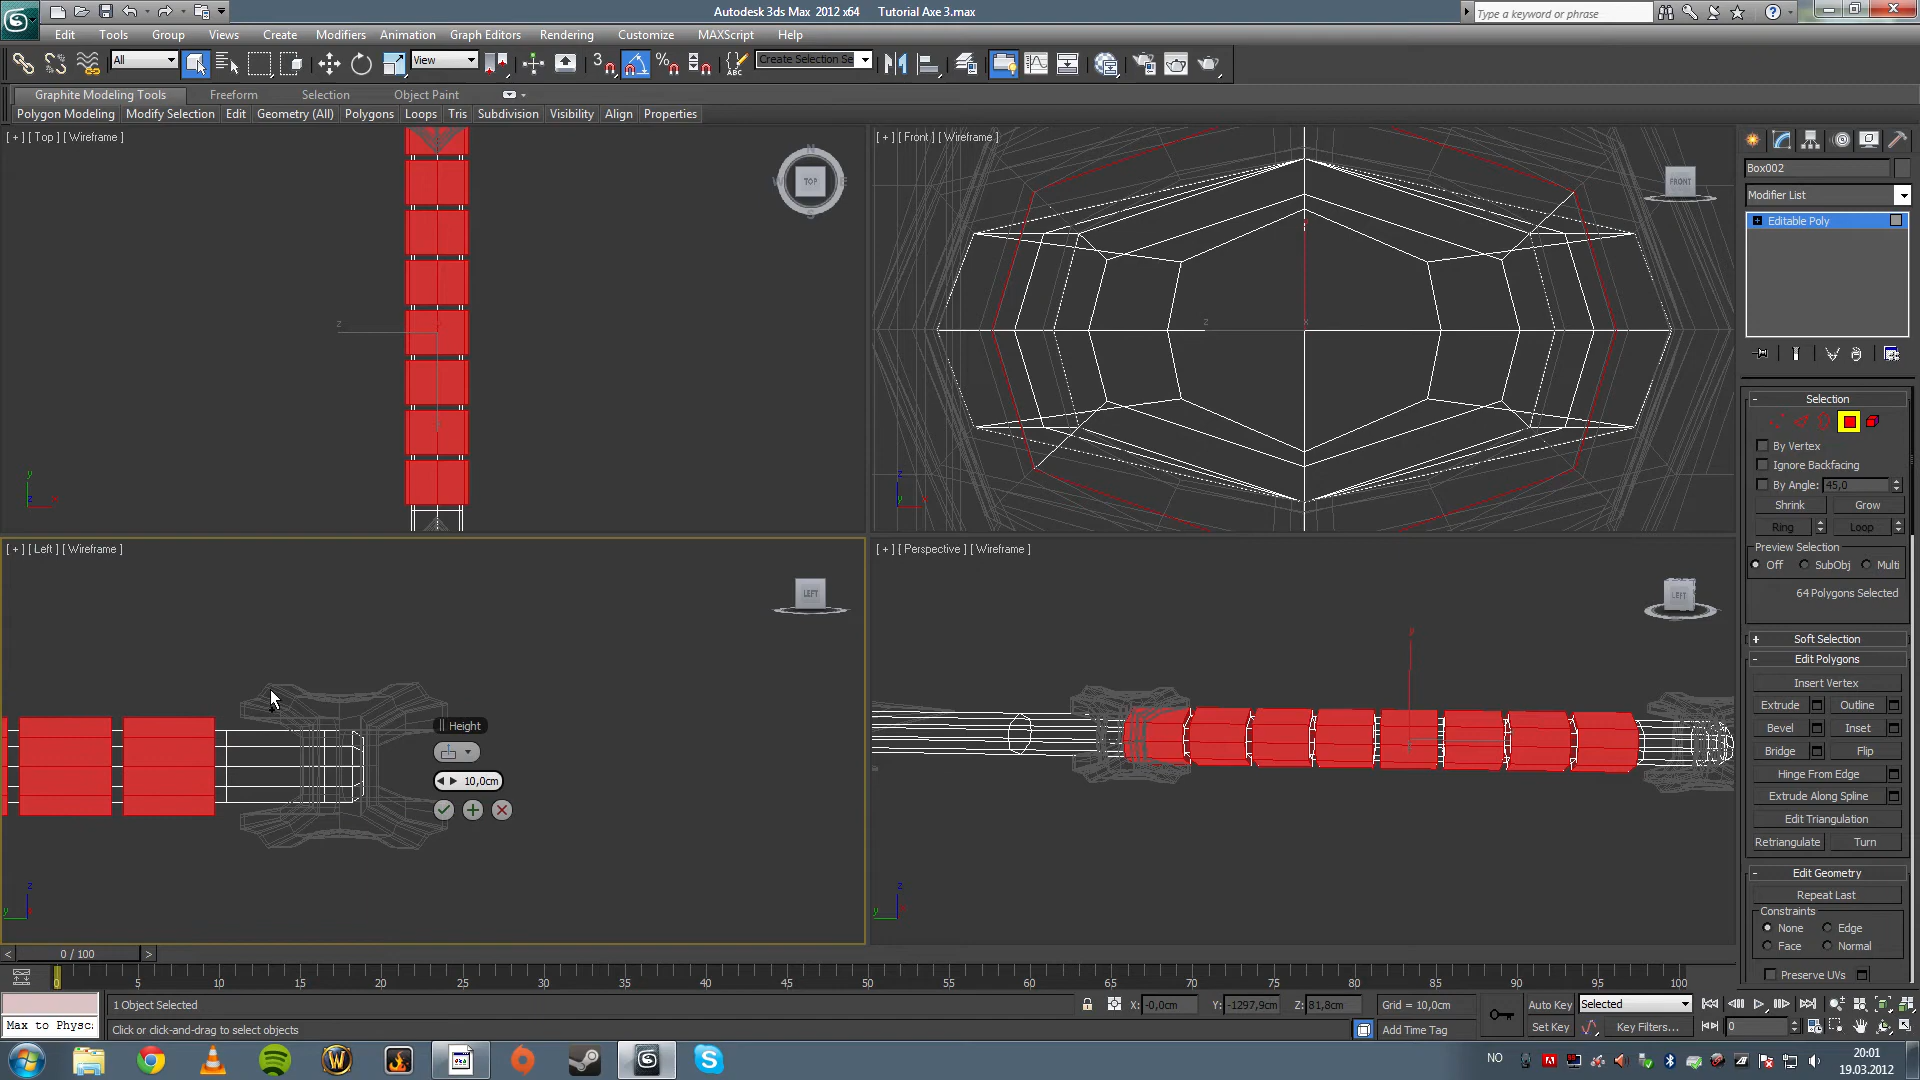 Autodesk 3ds Max 2012 x64 Tutorial Axe 3.max
Type a keyword or phrase
Edit Tools Group Views Create Modifiers Animation Graph Editors Rendering Customize MAXScript Help
All View 3 Create Selection Se
Graphite Modeling Tools Freeform Selection Object Paint
Polygon Modeling Modify Selection Edit Geometry (All) Polygons Loops Tris Subdivision Visibility Align Properties
[ + ] [ Top ] [ Wireframe ]
TOP
[ + ] [ Front ] [ Wireframe ]
FRONT
[ + ] [ Left ] [ Wireframe ]
LEFT
Height
10,0cm
[ + ] [ Perspective ] [ Wireframe ]
LEFT
Box002
Modifier List
Editable Poly
Selection
By Vertex
Ignore Backfacing
By Angle: 45,0
Shrink Grow
Ring Loop
Preview Selection
Off SubObj Multi
64 Polygons Selected
+ Soft Selection
- Edit Polygons
Insert Vertex
Extrude Outline
Bevel Inset
Bridge Flip
Hinge From Edge
Extrude Along Spline
Edit Triangulation
Retriangulate Turn
- Edit Geometry
Repeat Last
Constraints
None Edge
Face Normal
Preserve UVs
< 0 / 100 >
0 5 10 15 20 25 30 35 40 45 50 55 60 65 70 75 80 85 90 95 100
1 Object Selected X: -0,0cm Y: -1297,9cm Z: 81,8cm Grid = 10,0cm Auto Key Selected
Max to Physc: Click or click-and-drag to select objects Add Time Tag Set Key Key Filters... 0
NO 20:01
19.03.2012